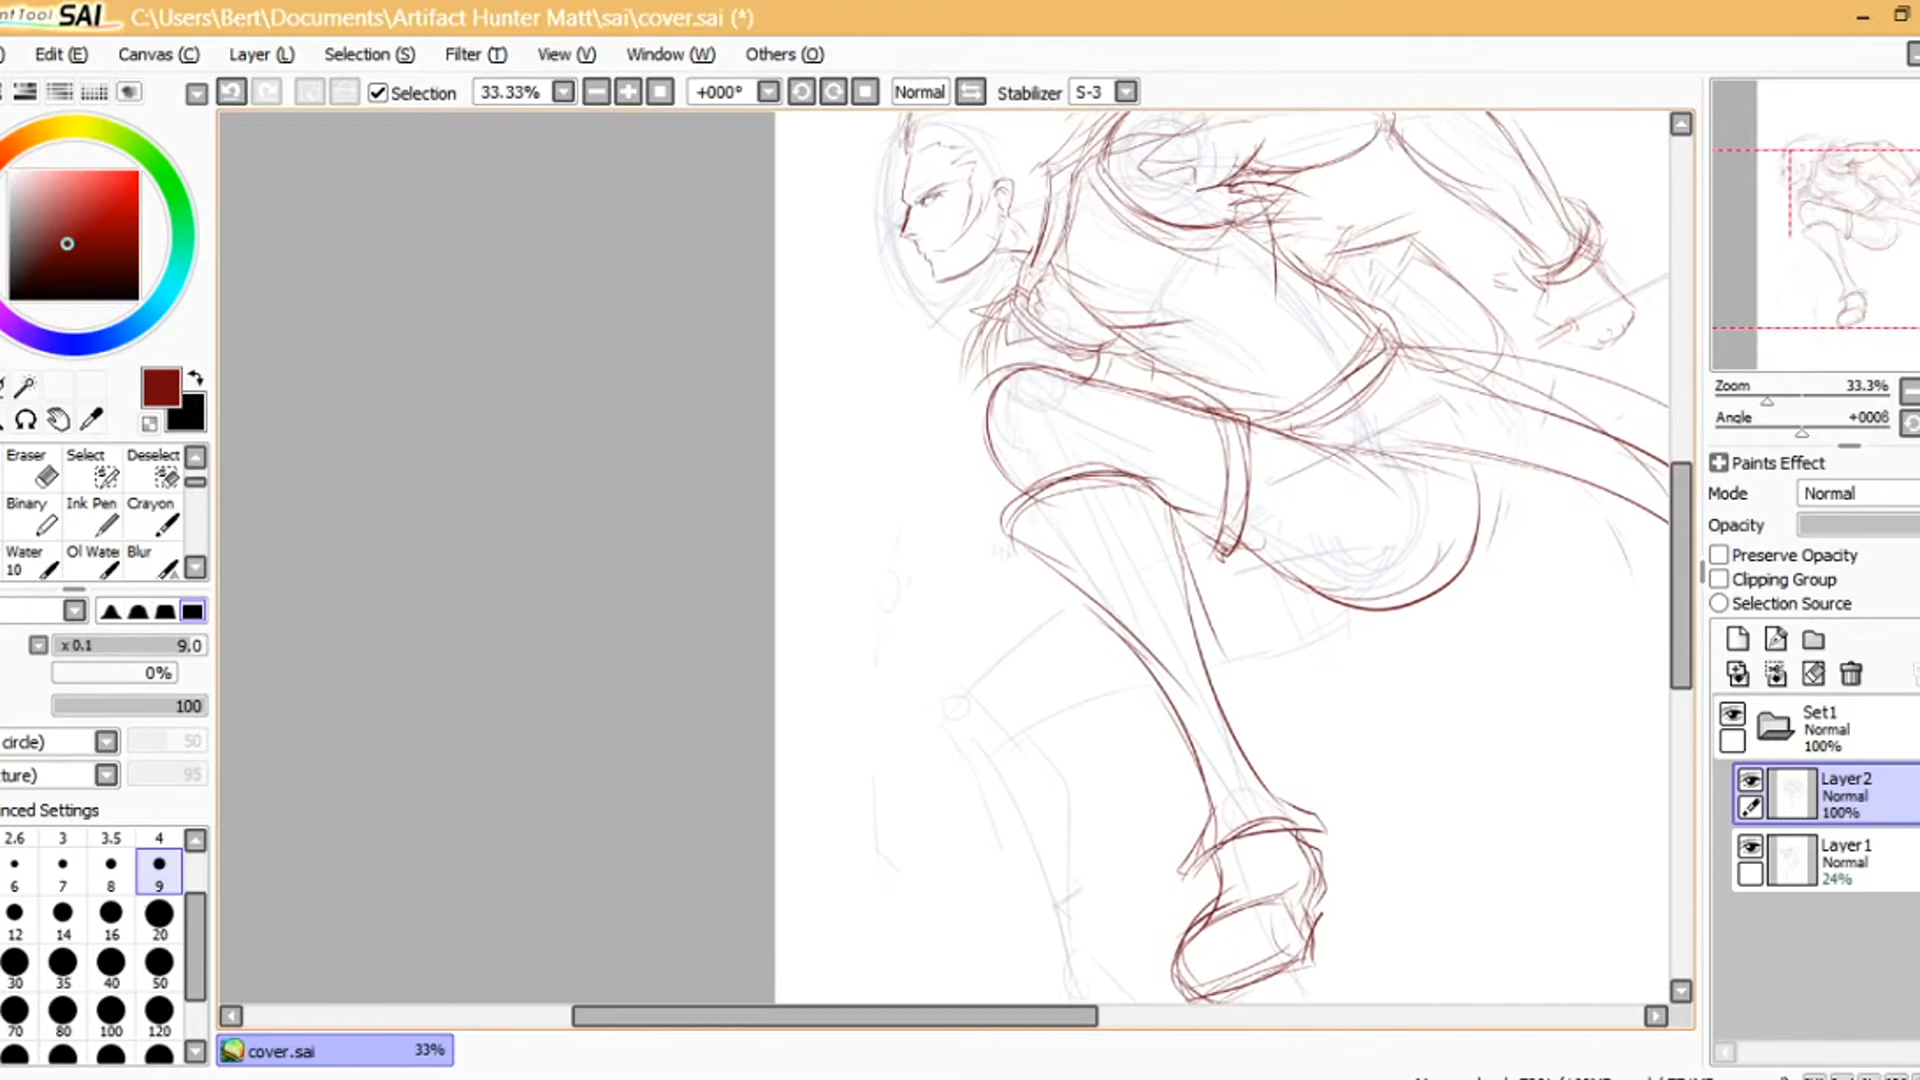 nt Tool SAI C:\Users\Bert\Documents\Artifact Hunter Matt\sai\cover.sai (*)
) Edit (E) Canvas (C) Layer (L) Selection (S) Filter (T) View (V) Window (W) Others (O)
Selection 33.33% +000° Normal Stabilizer S-3
Zoom 33.3%
Angle +000ß
Eraser Select Deselect
Binary Ink Pen Crayon
Water 10 Ol Wate Blur
x 0.1 9.0
0%
100
circle) 50
ture) 95
nced Settings
2.6 3 3.5 4
6 7 8 9
12 14 16 20
30 35 40 50
70 80 100 120
Paints Effect
Mode Normal
Opacity
Preserve Opacity
Clipping Group
Selection Source
Set1
Normal
100%
Layer2
Normal
100%
Layer1
Normal
24%
cover.sai 33%